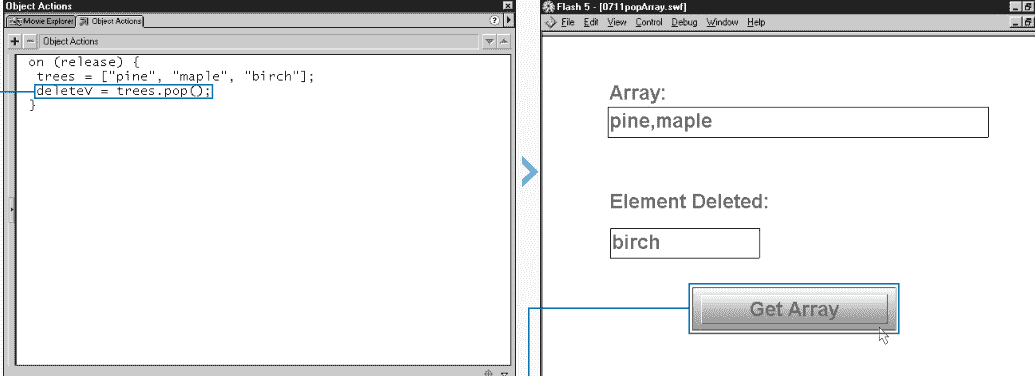 Object Actions
Movie Explorer Object Actions ?
+ - Object Actions
on (release) {
trees = ["pine", "maple", "birch"];
deleteV = trees.pop();
}
Flash 5 - [0711popArray.swf]
File Edit View Control Debug Window Help
Array:
pine,maple
Element Deleted:
birch
Get Array